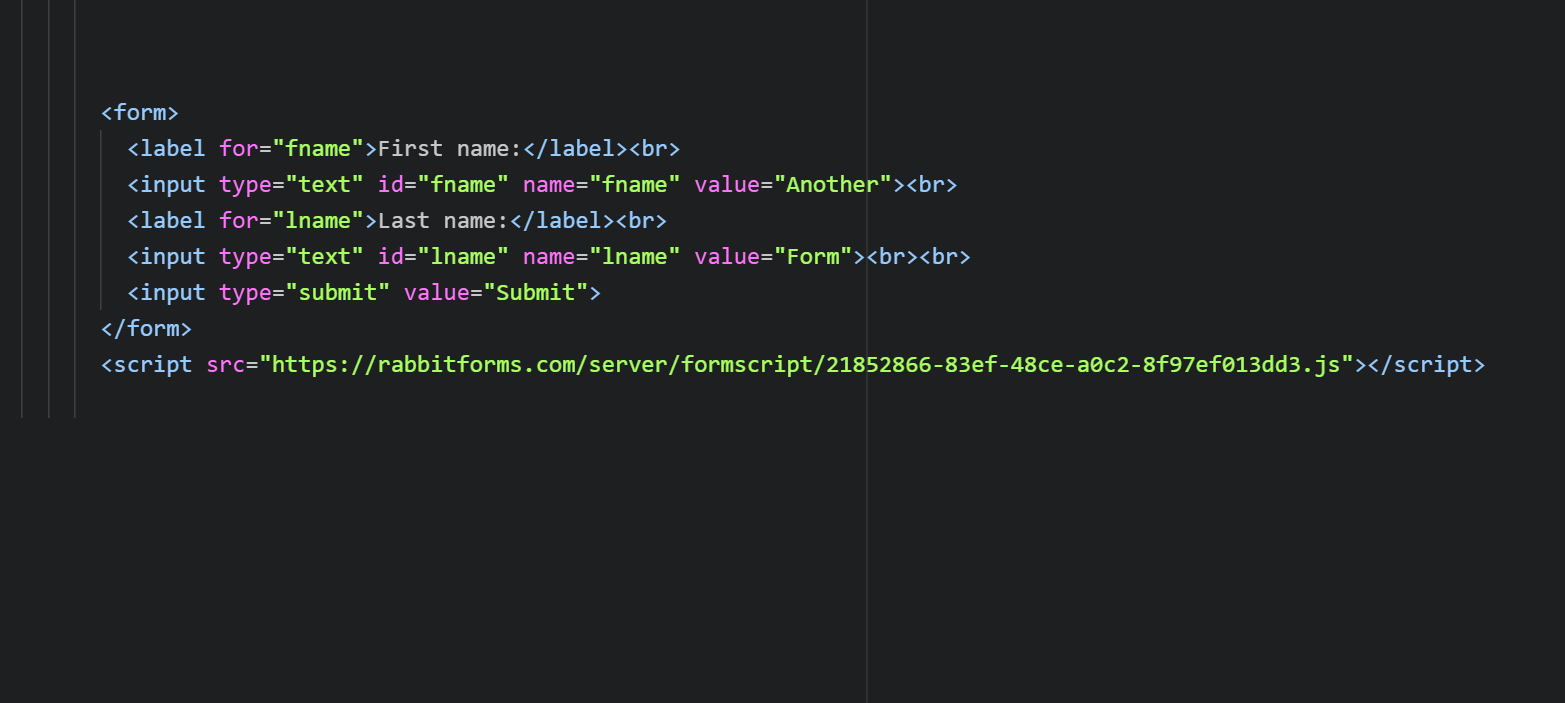 <form>
<label for="fname">First name:</label><br>
<input type="text" id="fname" name="fname" value="Another"><br>
<label for="lname">Last name:</label><br>
<input type="text" id="lname" name="lname" value="Form"><br><br>
<input type="submit" value="Submit">
</form>
<script src="https://rabbitforms.com/server/formscript/21852866-83ef-48ce-a0c2-8f97ef013dd3.js"></script>